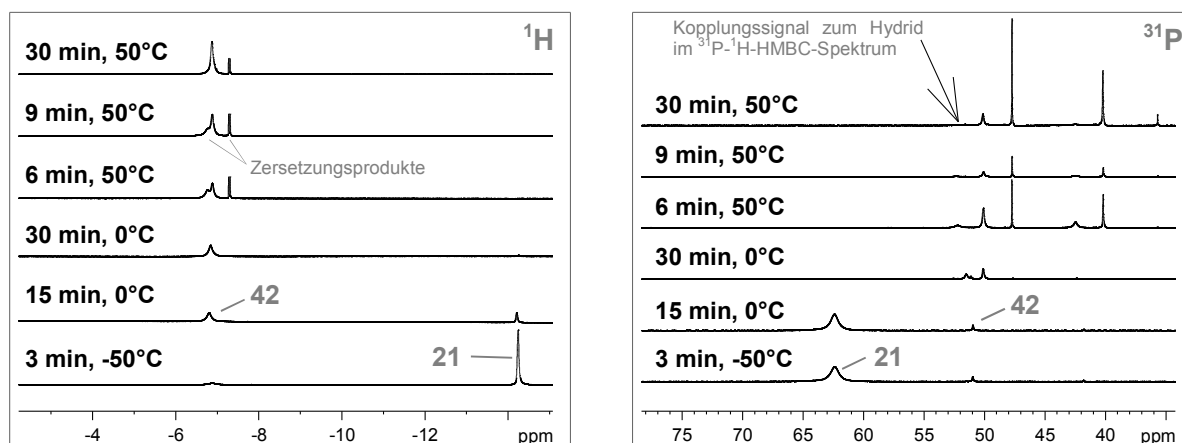 ¹H
30 min, 50°C
9 min, 50°C
Zersetzungsprodukte
6 min, 50°C
30 min, 0°C
15 min, 0°C
42
3 min, -50°C
21
-4 -6 -8 -10 -12 ppm
Kopplungssignal zum Hydrid
im ³¹P-¹H-HMBC-Spektrum
³¹P
30 min, 50°C
9 min, 50°C
6 min, 50°C
30 min, 0°C
15 min, 0°C
42
3 min, -50°C
21
75 70 65 60 55 50 45 40 ppm